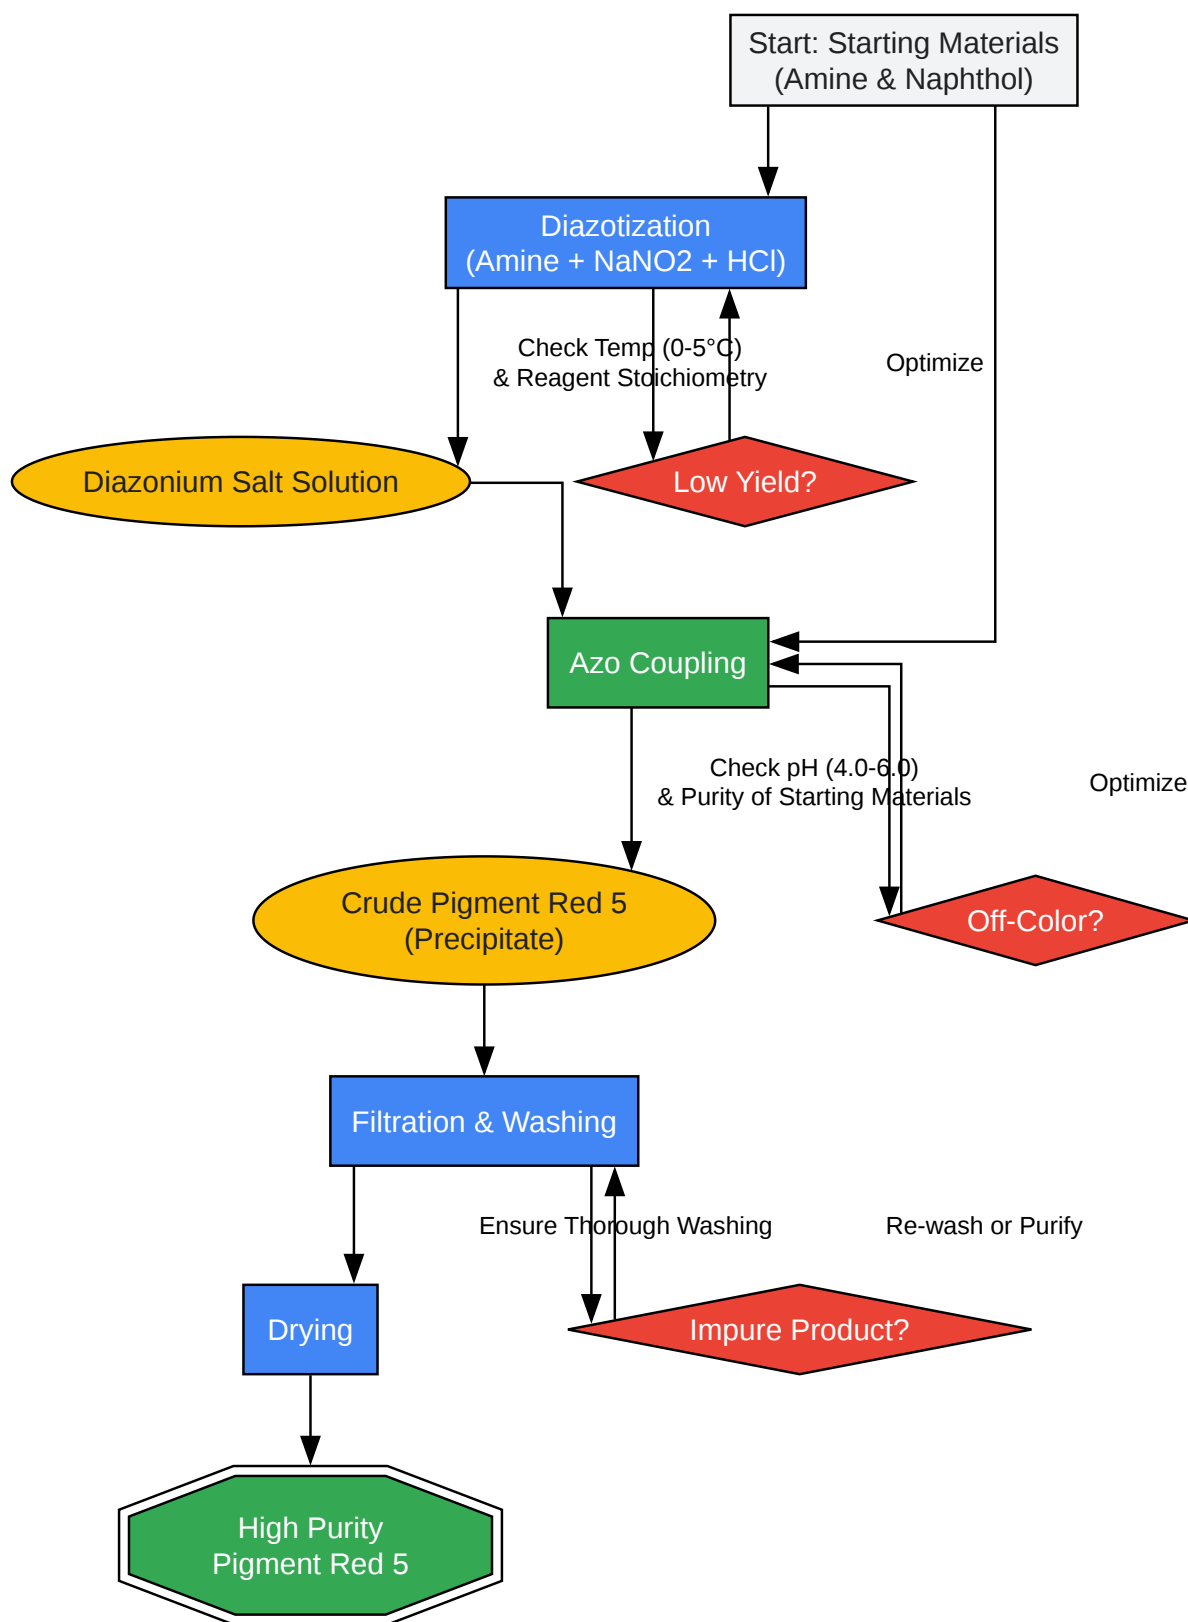 Start: Starting Materials
(Amine & Naphthol)
Diazotization
(Amine + NaNO2 + HCl)
Check Temp (0-5°C)
& Reagent Stoichiometry
Optimize
Diazonium Salt Solution
Low Yield?
Azo Coupling
Check pH (4.0-6.0)
& Purity of Starting Materials
Optimize
Crude Pigment Red 5
(Precipitate)
Off-Color?
Filtration & Washing
Ensure Thorough Washing
Re-wash or Purify
Drying
Impure Product?
High Purity
Pigment Red 5